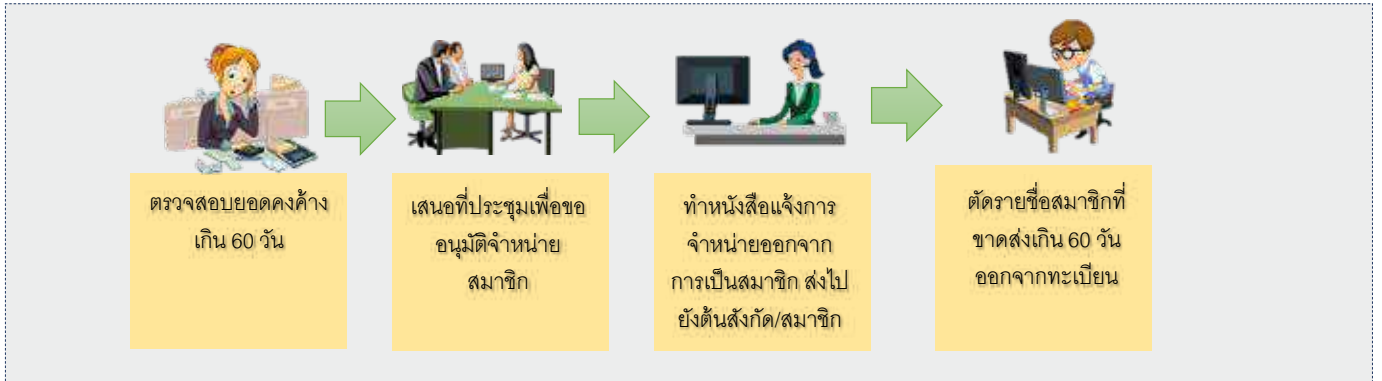 ตรวจสอบยอดคงค้าง
เกิน 60 วัน
เสนอที่ประชุมเพื่อขอ
อนุมัติจำหน่าย
สมาชิก
ทำหนังสือแจ้งการ
จำหน่ายออกจาก
การเป็นสมาชิก ส่งไป
ยังต้นสังกัด/สมาชิก
ตัดรายชื่อสมาชิกที่
ขาดส่งเกิน 60 วัน
ออกจากทะเบียน